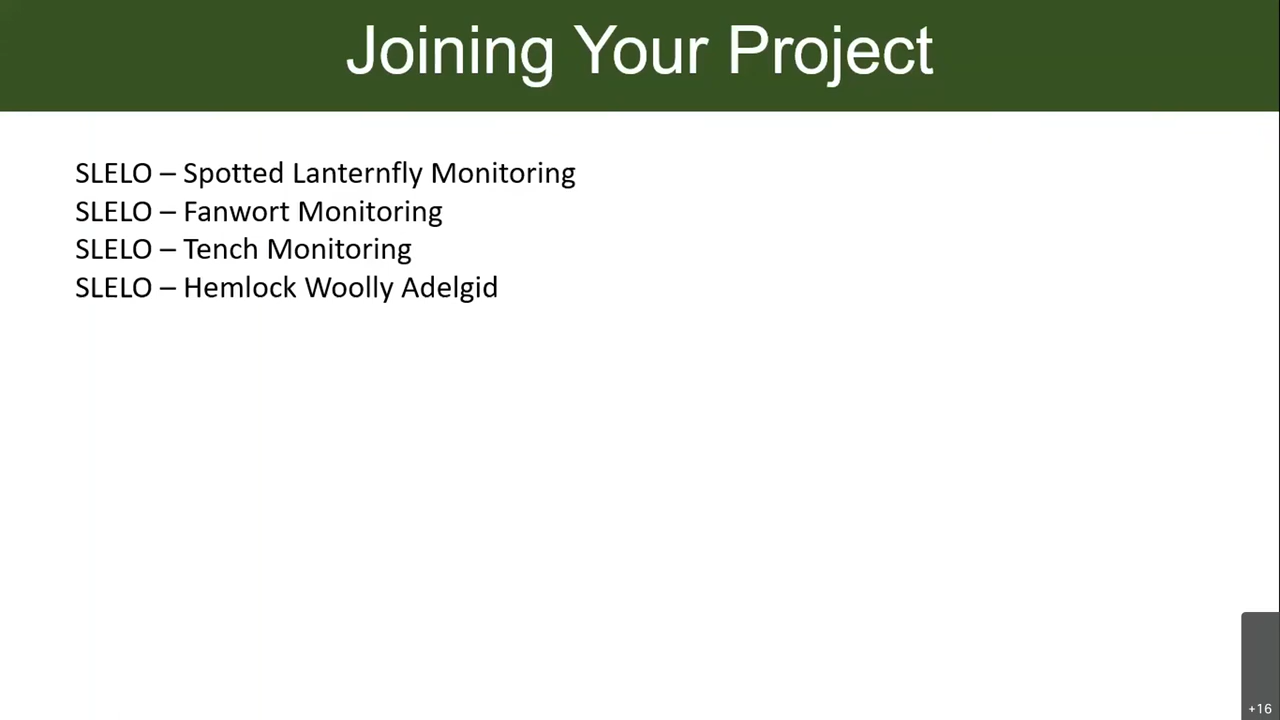 Joining Your Project
SLELO – Spotted Lanternfly Monitoring
SLELO – Fanwort Monitoring
SLELO – Tench Monitoring
SLELO – Hemlock Woolly Adelgid
+16